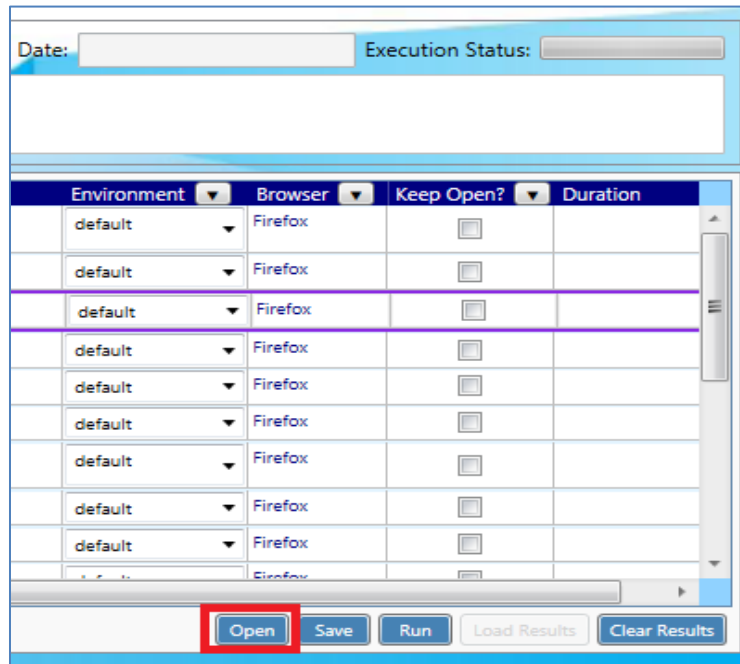 Date: Execution Status:
Environment Browser Keep Open? Duration
default Firefox
default Firefox
default Firefox
default Firefox
default Firefox
default Firefox
default Firefox
default Firefox
default Firefox
Firefox
Open Save Run Load Results Clear Results